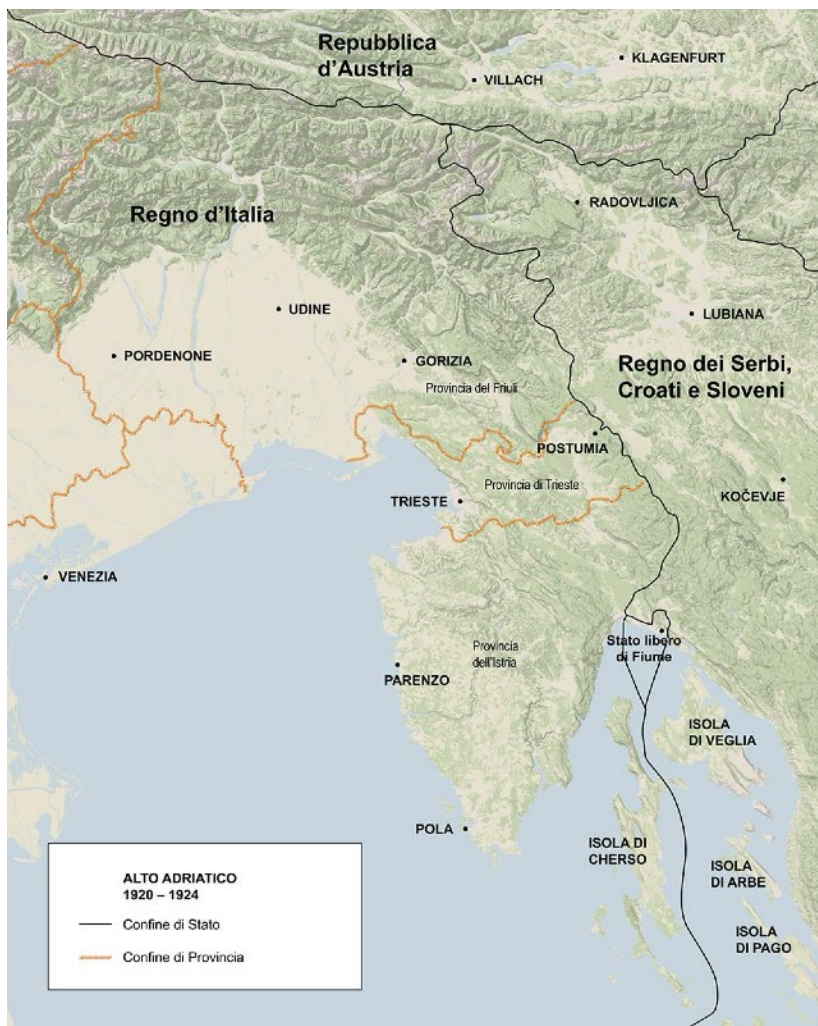 Repubblica
d'Austria
KLAGENFURT
VILLACH
RADOVLJICA
Regno d'Italia
UDINE
LUBIANA
PORDENONE
GORIZIA
Regno dei Serbi,
Croati e Sloveni
Provincia del Friuli
POSTUMIA
Provincia di Trieste
KOČEVJE
TRIESTE
VENEZIA
Stato libero
di Fiume
Provincia
dell'Istria
PARENZO
ISOLA
DI VEGLIA
POLA
ISOLA DI
CHERSO
ISOLA
DI ARBE
ISOLA
DI PAGO
ALTO ADRIATICO
1920 – 1924
Confine di Stato
Confine di Provincia